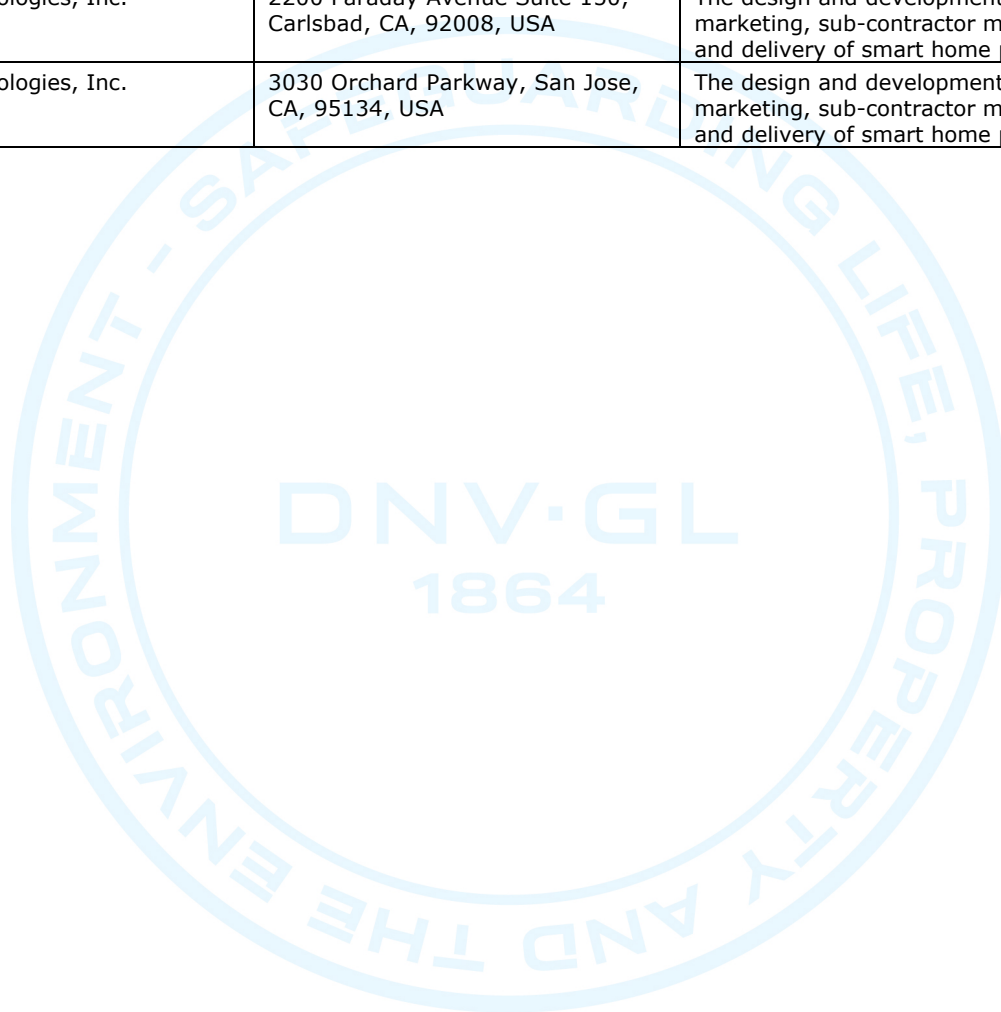 ologies, Inc.
2200 Faraday Avenue Suite 150,
Carlsbad, CA, 92008, USA
The design and development
marketing, sub-contractor m
and delivery of smart home p
ologies, Inc.
3030 Orchard Parkway, San Jose,
CA, 95134, USA
The design and development
marketing, sub-contractor m
and delivery of smart home p
SAFEGUARDING LIFE, PROPERTY AND THE ENVIRONMENT -
DNV·GL
1864